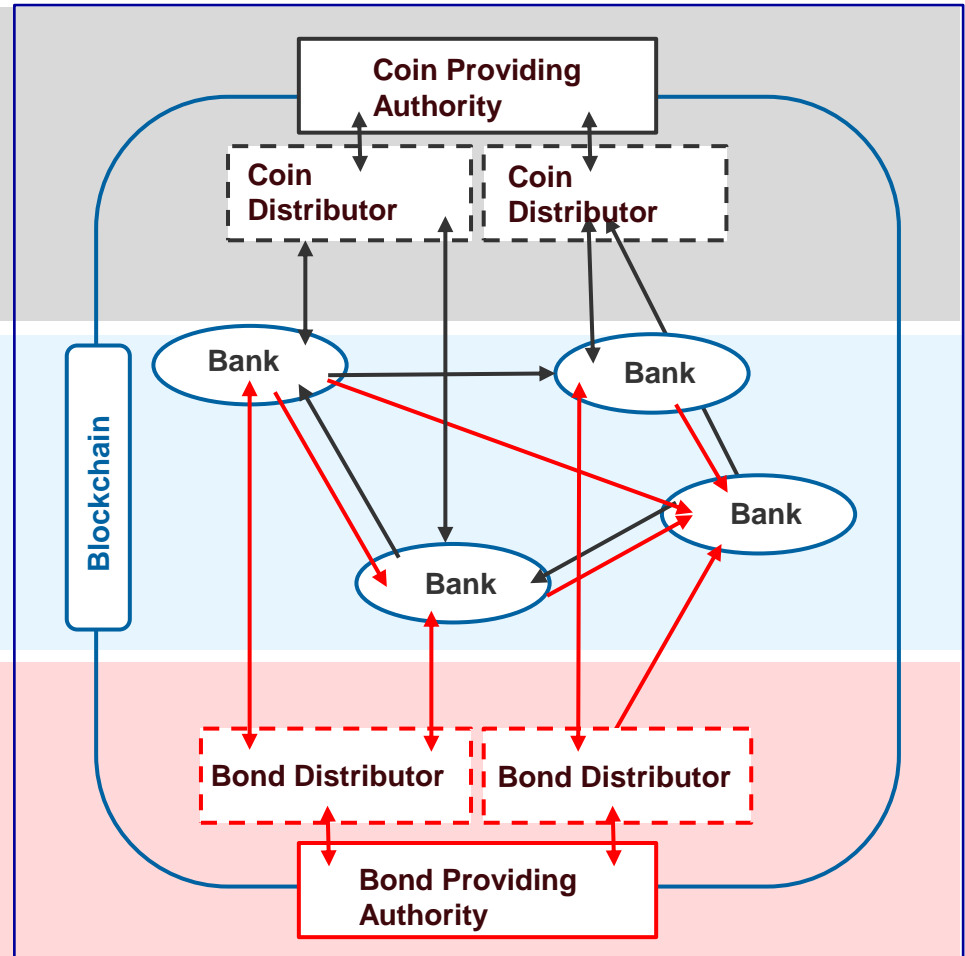 Coin Providing
Authority
Coin
Distributor
Coin
Distributor
Bank
Bank
Blockchain
Bank
Bank
Bond Distributor
Bond Distributor
Bond Providing
Authority